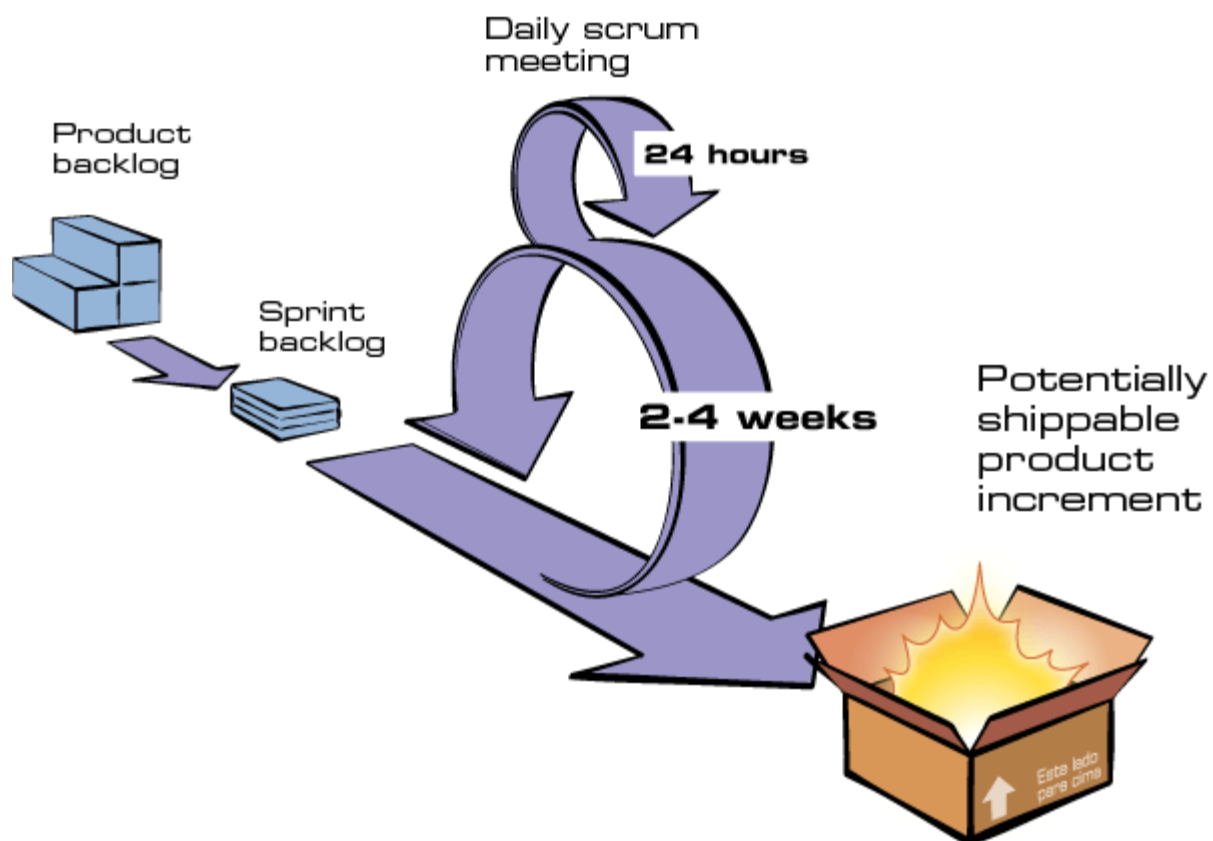 Daily scrum
meeting
24 hours
Product
backlog
Sprint
backlog
2-4 weeks
Potentially
shippable
product
increment
Este lado
para cima